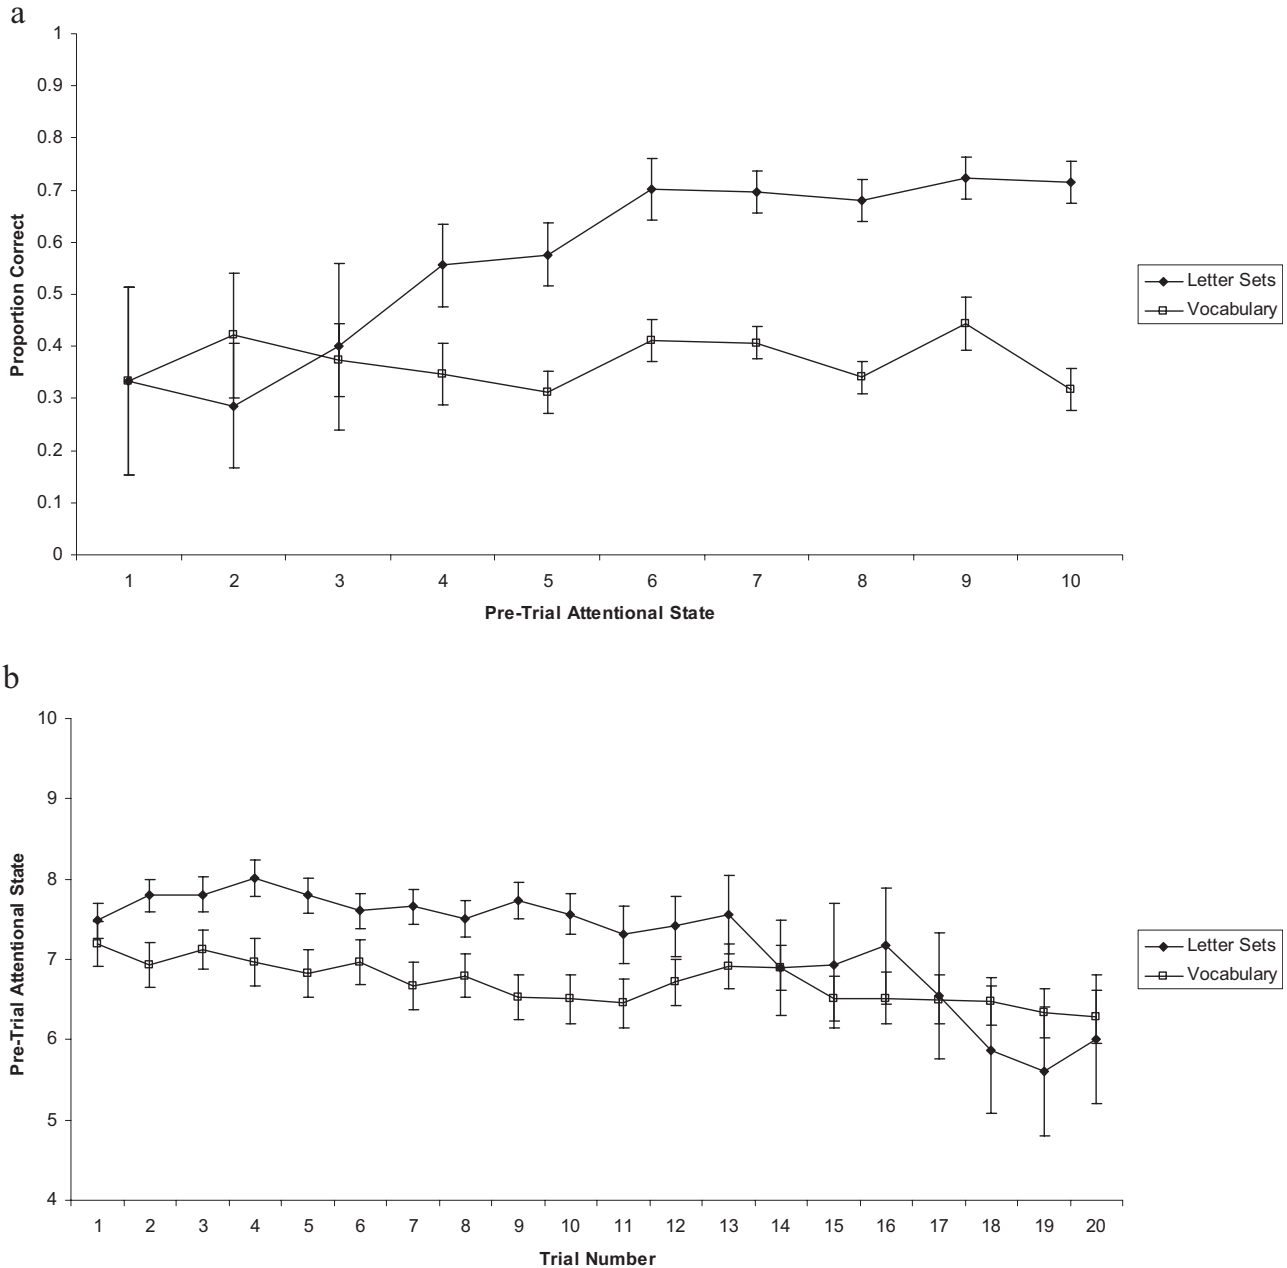 a
1
0.9
0.8
0.7
0.6
0.5
0.4
0.3
0.2
0.1
0
Proportion Correct
1 2 3 4 5 6 7 8 9 10
Pre-Trial Attentional State
Letter Sets
Vocabulary
b
10
9
8
7
6
5
4
Pre-Trial Attentional State
1 2 3 4 5 6 7 8 9 10 11 12 13 14 15 16 17 18 19 20
Trial Number
Letter Sets
Vocabulary